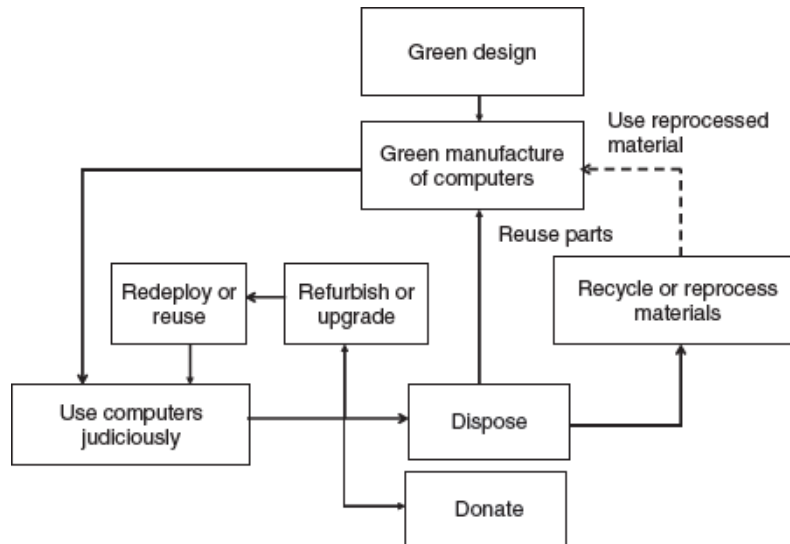 Green design
Use reprocessed
material
Green manufacture
of computers
Reuse parts
Redeploy or
reuse
Refurbish or
upgrade
Recycle or reprocess
materials
Use computers
judiciously
Dispose
Donate